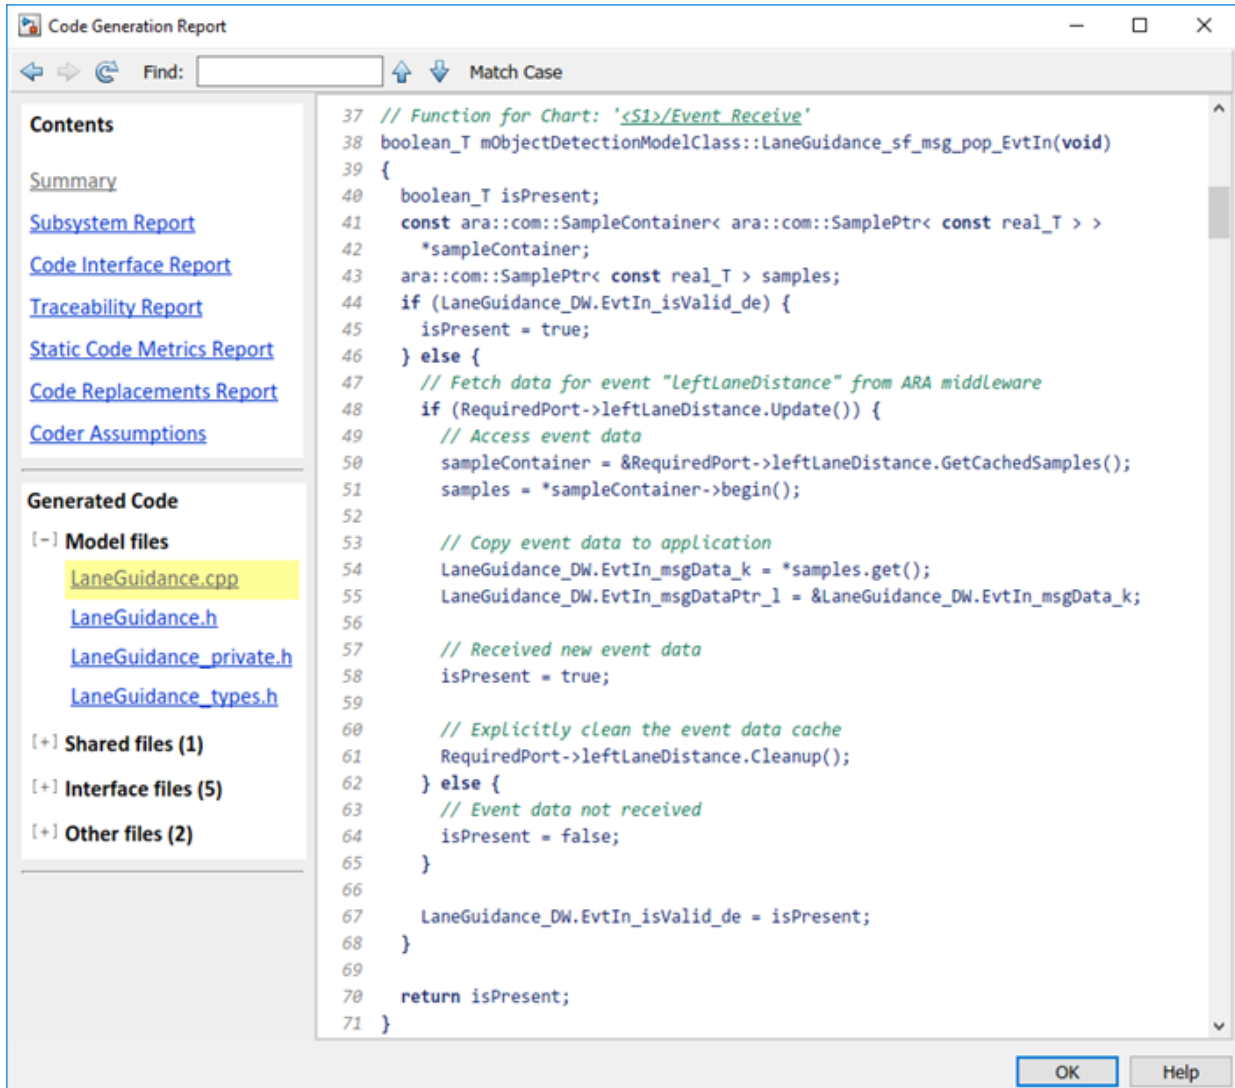 Code Generation Report
Find:
Match Case
Contents
Summary
Subsystem Report
Code Interface Report
Traceability Report
Static Code Metrics Report
Code Replacements Report
Coder Assumptions
Generated Code
[-] Model files
LaneGuidance.cpp
LaneGuidance.h
LaneGuidance_private.h
LaneGuidance_types.h
[+] Shared files (1)
[+] Interface files (5)
[+] Other files (2)
37 // Function for Chart: '<S1>/Event Receive'
38 boolean_T mObjectDetectionModelClass::LaneGuidance_sf_msg_pop_EvtIn(void)
39 {
40   boolean_T isPresent;
41   const ara::com::SampleContainer< ara::com::SamplePtr< const real_T > >
42     *sampleContainer;
43   ara::com::SamplePtr< const real_T > samples;
44   if (LaneGuidance_DW.EvtIn_isValid_de) {
45     isPresent = true;
46   } else {
47     // Fetch data for event "leftLaneDistance" from ARA middleware
48     if (RequiredPort->leftLaneDistance.Update()) {
49       // Access event data
50       sampleContainer = &RequiredPort->leftLaneDistance.GetCachedSamples();
51       samples = *sampleContainer->begin();
52
53       // Copy event data to application
54       LaneGuidance_DW.EvtIn_msgData_k = *samples.get();
55       LaneGuidance_DW.EvtIn_msgDataPtr_l = &LaneGuidance_DW.EvtIn_msgData_k;
56
57       // Received new event data
58       isPresent = true;
59
60       // Explicitly clean the event data cache
61       RequiredPort->leftLaneDistance.Cleanup();
62     } else {
63       // Event data not received
64       isPresent = false;
65     }
66
67     LaneGuidance_DW.EvtIn_isValid_de = isPresent;
68   }
69
70   return isPresent;
71 }
OK
Help